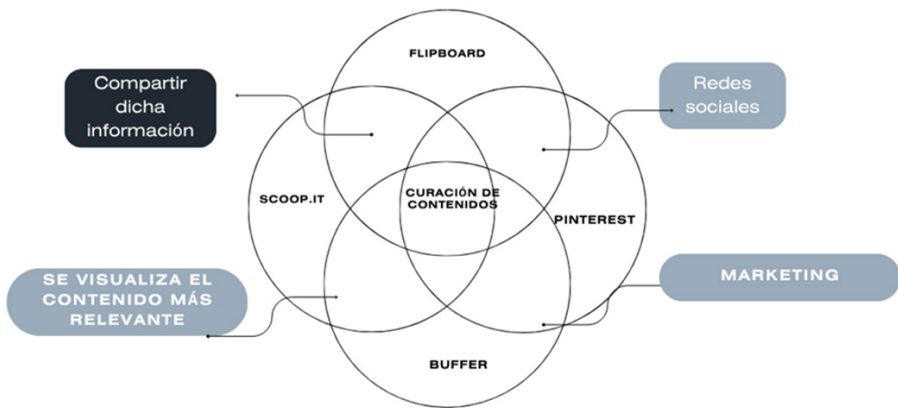 FLIPBOARD
Compartir
dicha
información
Redes
sociales
SCOOP.IT
CURACIÓN DE
CONTENIDOS
PINTEREST
SE VISUALIZA EL
CONTENIDO MÁS
RELEVANTE
MARKETING
BUFFER